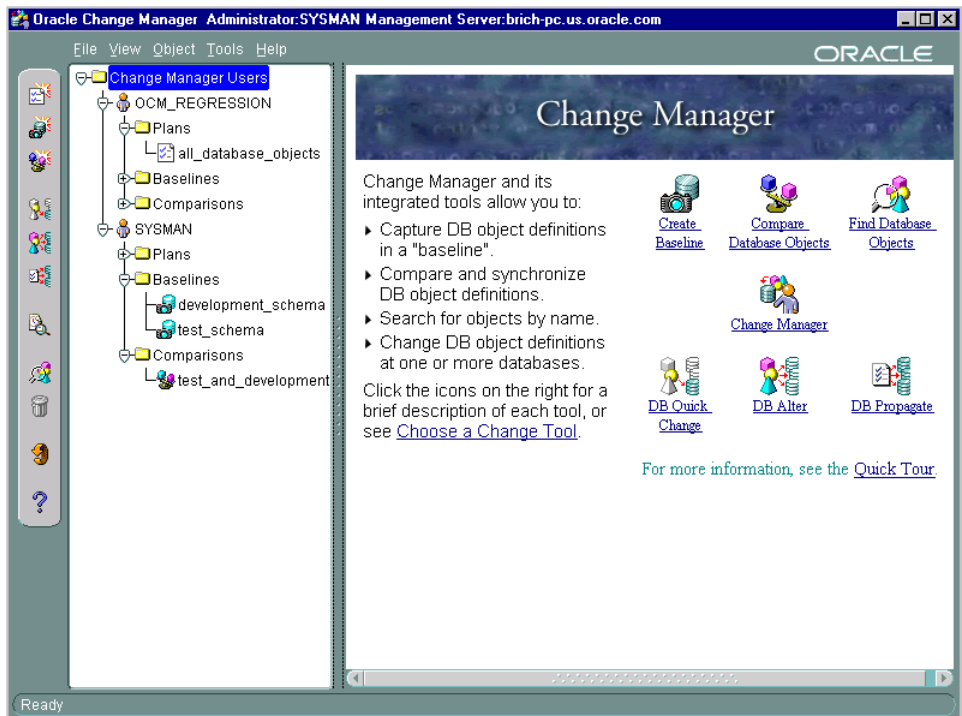 Oracle Change Manager Administrator:SYSMAN Management Server:brich-pc.us.oracle.com
File View Object Tools Help
ORACLE
Change Manager Users
OCM_REGRESSION
Plans
all_database_objects
Baselines
Comparisons
SYSMAN
Plans
Baselines
development_schema
test_schema
Comparisons
test_and_development
Change Manager
Change Manager and its
integrated tools allow you to:
Capture DB object definitions
in a "baseline".
Compare and synchronize
DB object definitions.
Search for objects by name.
Change DB object definitions
at one or more databases.
Click the icons on the right for a
brief description of each tool, or
see Choose a Change Tool.
Create
Baseline
Compare
Database Objects
Find Database
Objects
Change Manager
DB Quick
Change
DB Alter
DB Propagate
For more information, see the Quick Tour.
Ready